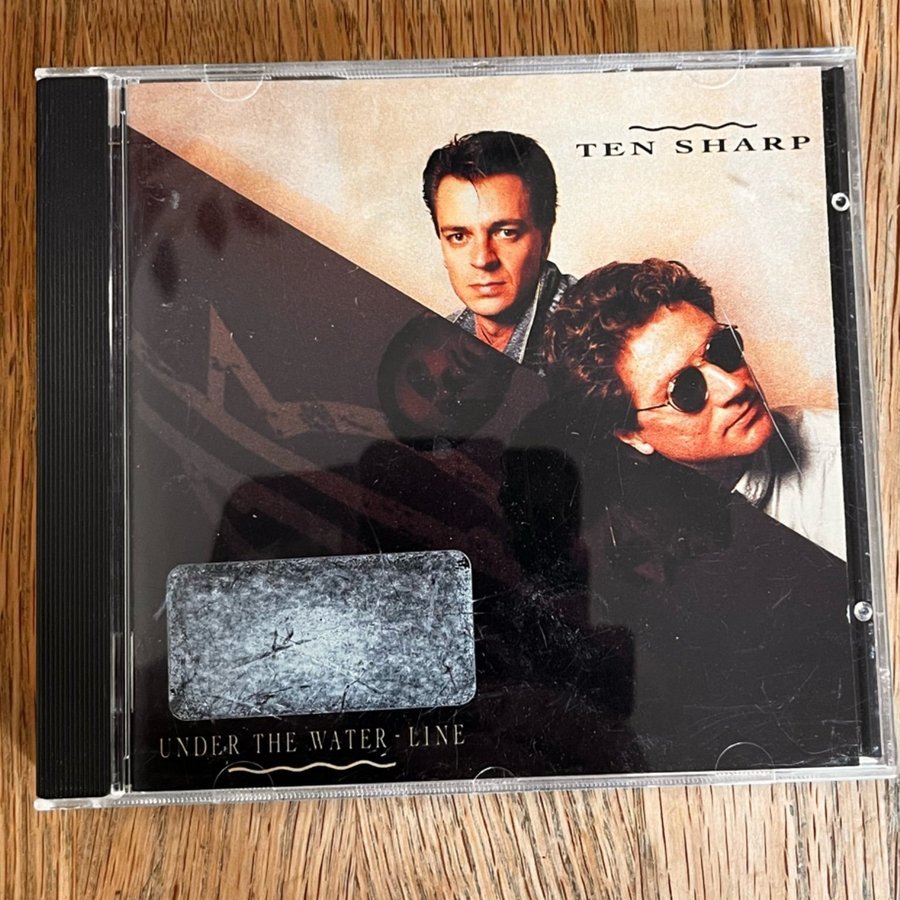 TEN SHARP
UNDER THE WATER-LINE